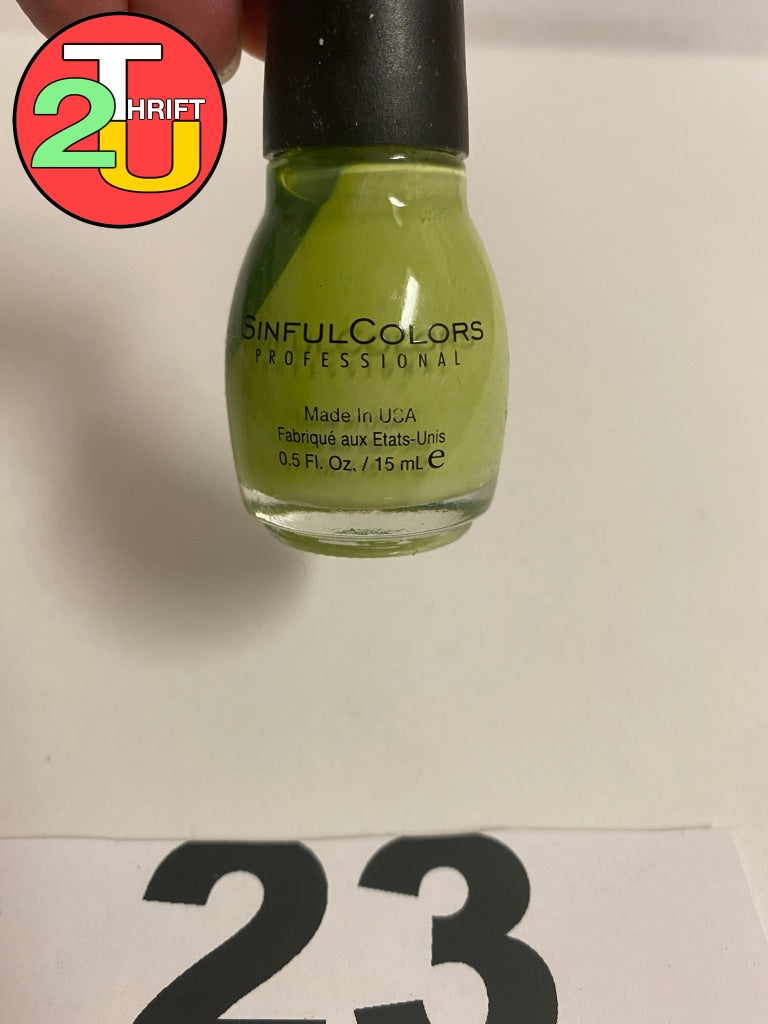 T
2 HRIFT
U
SINFULCOLORS
PROFESSIONAL
Made In USA
Fabriqué aux Etats-Unis
0.5 Fl. Oz. / 15 mL e
23